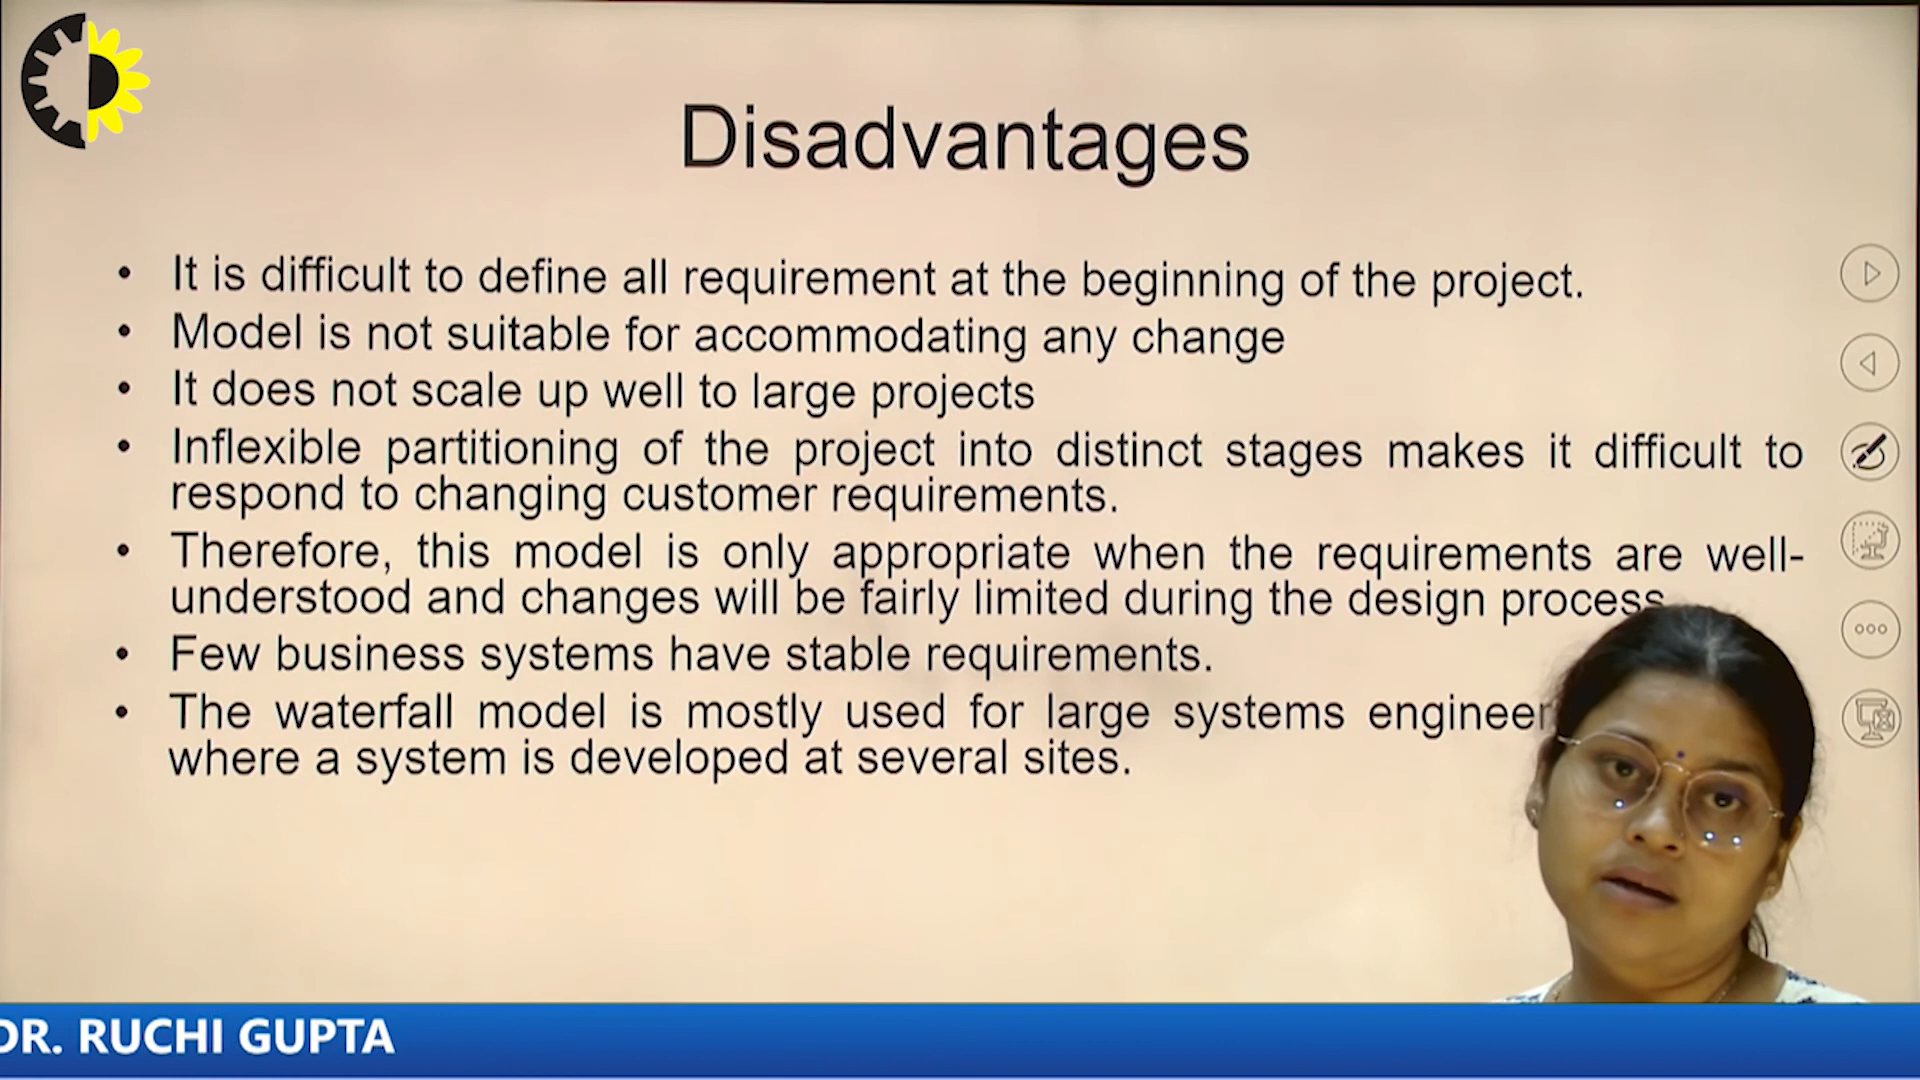 Disadvantages
• It is difficult to define all requirement at the beginning of the project.
• Model is not suitable for accommodating any change
• It does not scale up well to large projects
• Inflexible partitioning of the project into distinct stages makes it difficult to
respond to changing customer requirements.
• Therefore, this model is only appropriate when the requirements are well-
understood and changes will be fairly limited during the design process
• Few business systems have stable requirements.
• The waterfall model is mostly used for large systems
where a system is developed at several sites.
DR. RUCHI GUPTA